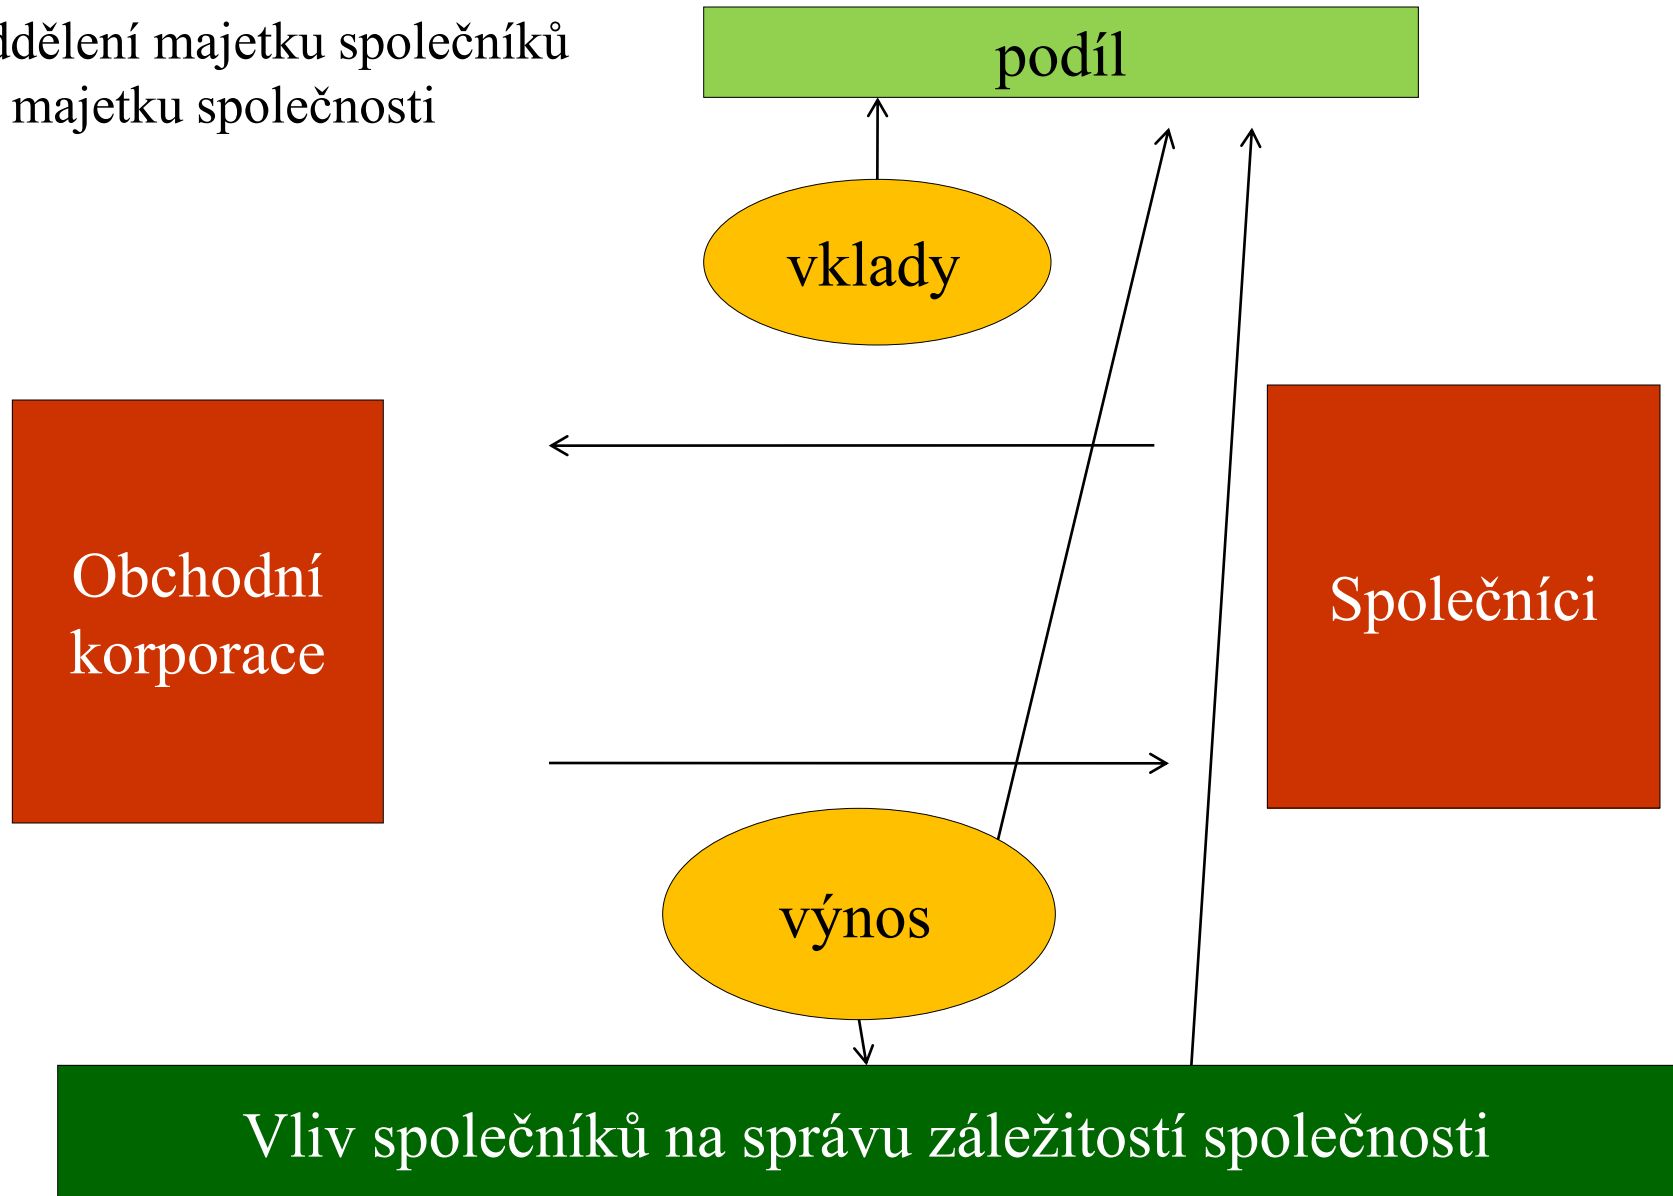 ddělení majetku společníků
majetku společnosti
podíl
vklady
Obchodní
korporace
Společníci
výnos
Vliv společníků na správu záležitostí společnosti